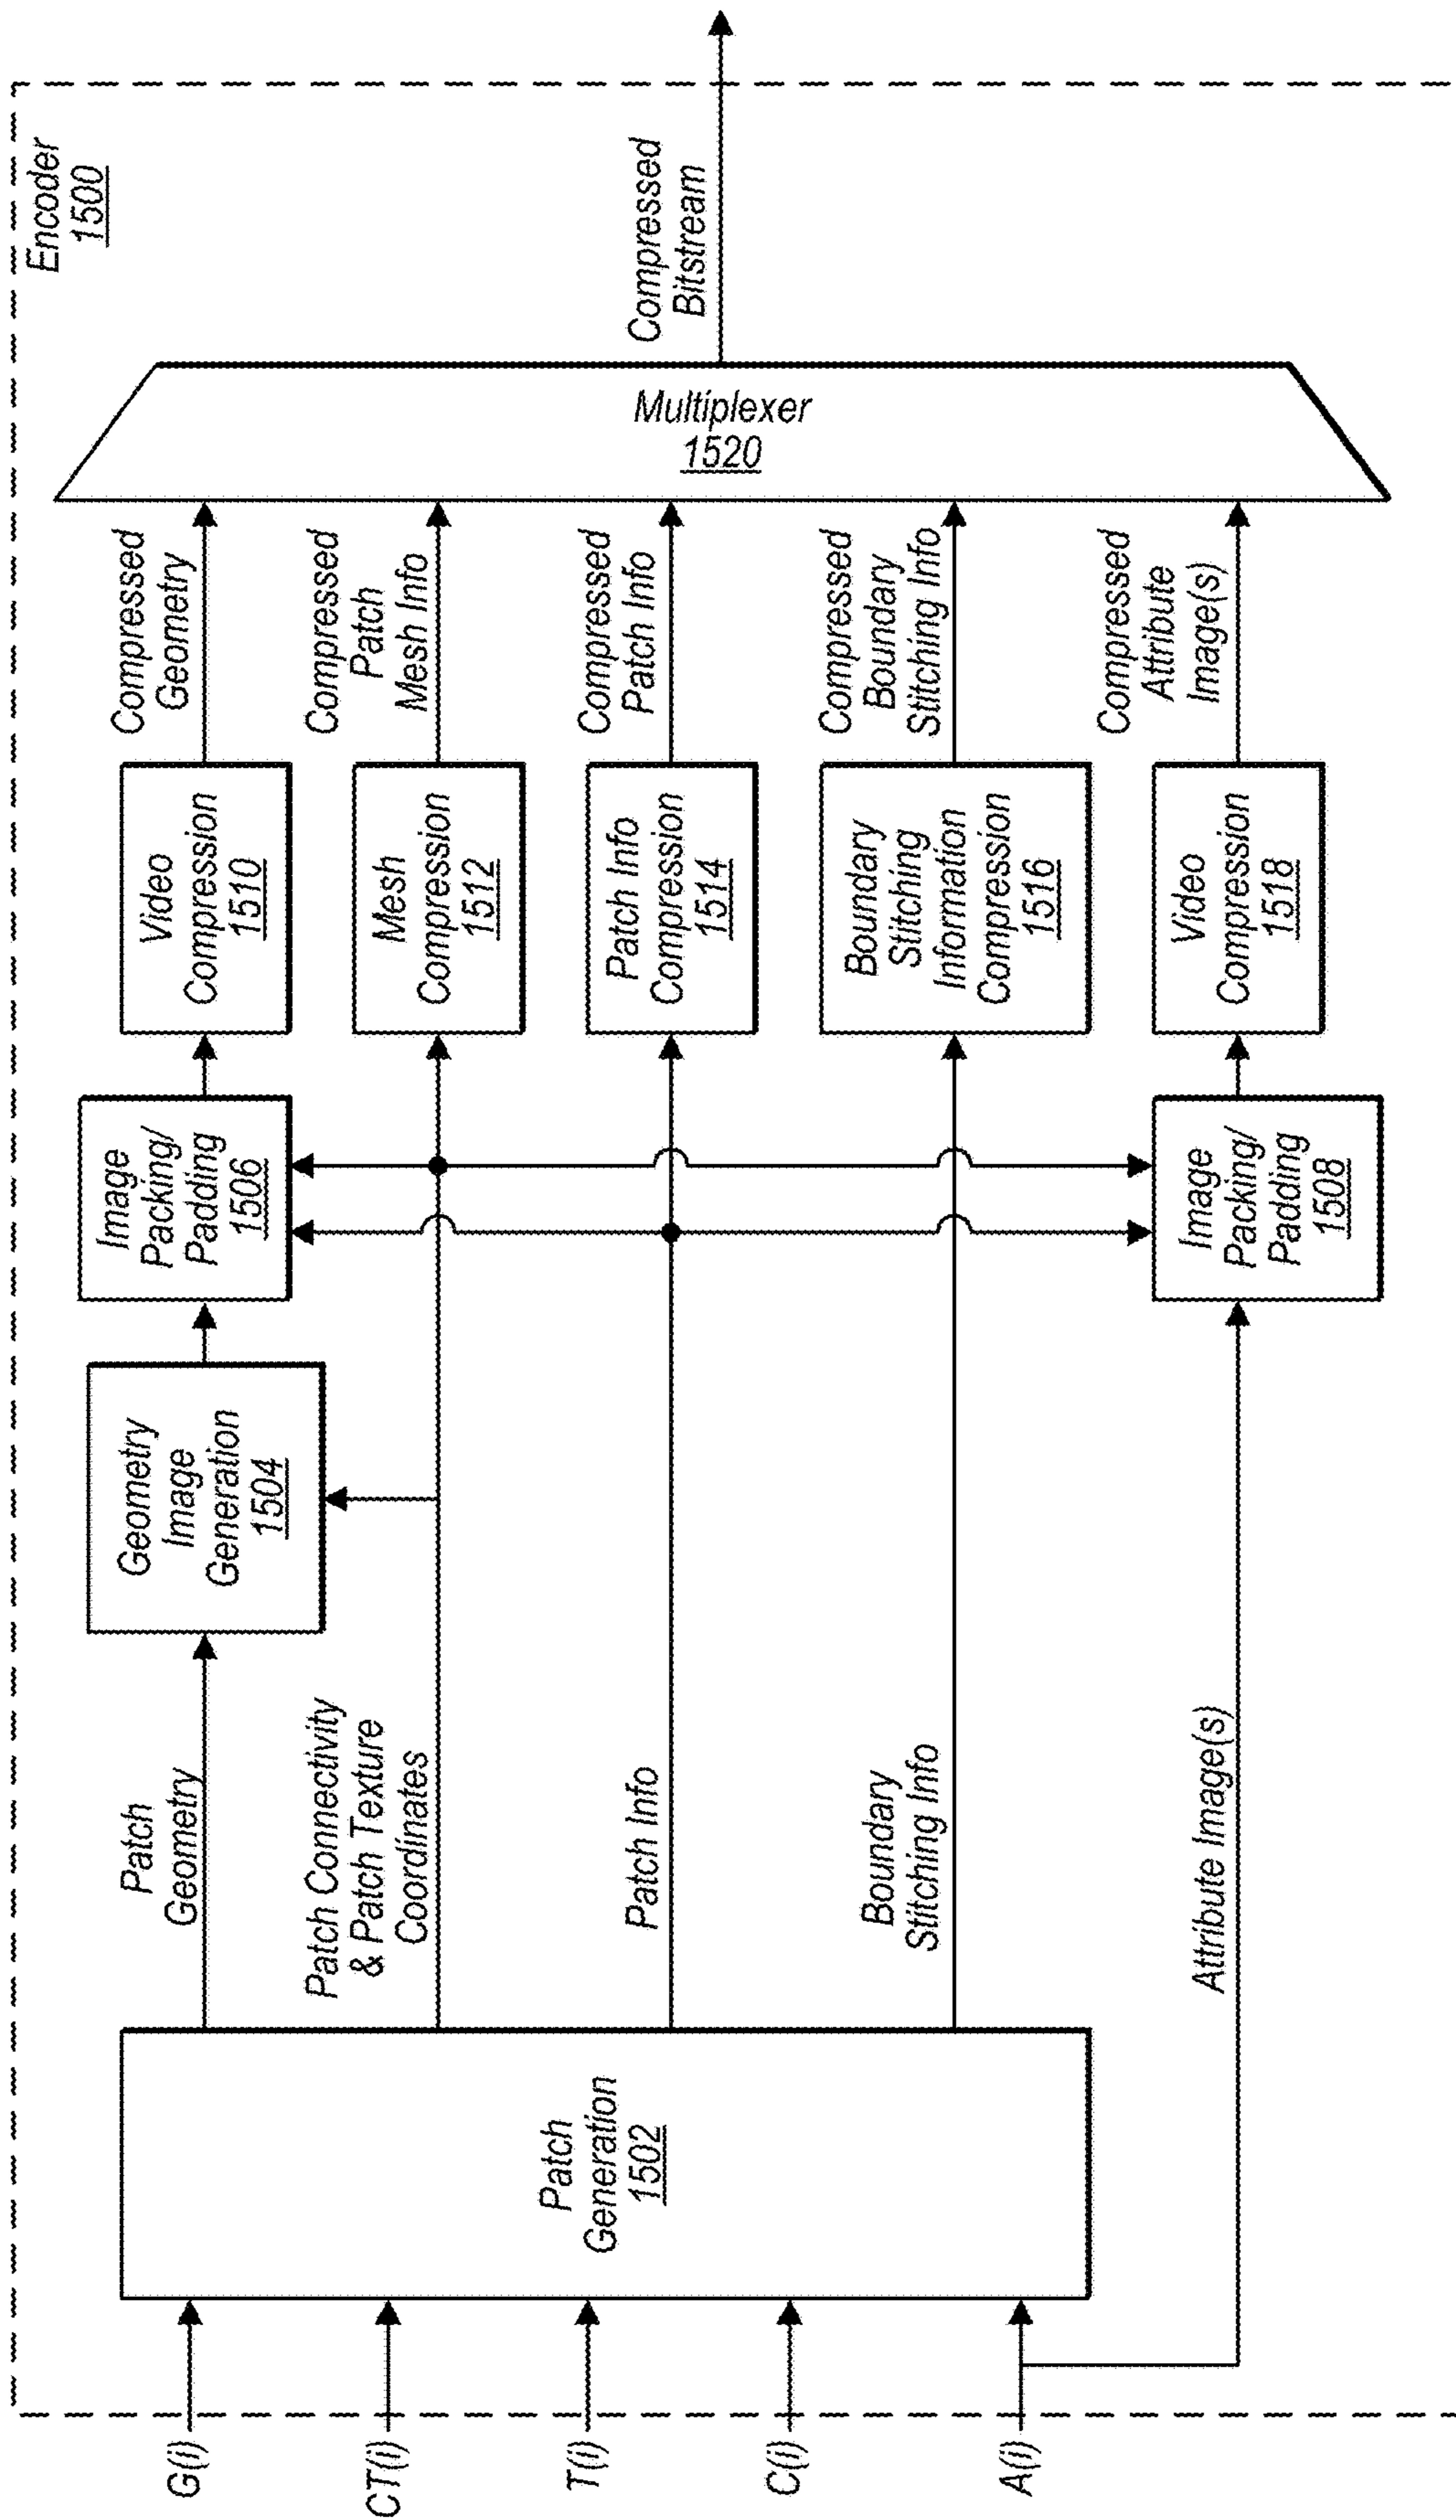 Encoder
1500
G(i)
CT(i)
T(i)
C(i)
A(i)
Patch
Generation
1502
Patch
Geometry
Patch Connectivity
& Patch Texture
Coordinates
Patch Info
Boundary
Stitching Info
Attribute Image(s)
Geometry
Image
Generation
1504
Image
Packing/
Padding
1506
Image
Packing/
Padding
1508
Video
Compression
1510
Mesh
Compression
1512
Patch Info
Compression
1514
Boundary
Stitching
Information
Compression
1516
Video
Compression
1518
Compressed
Geometry
Compressed
Patch
Mesh Info
Compressed
Patch Info
Compressed
Boundary
Stitching Info
Compressed
Attribute
Image(s)
Multiplexer
1520
Compressed
Bitstream